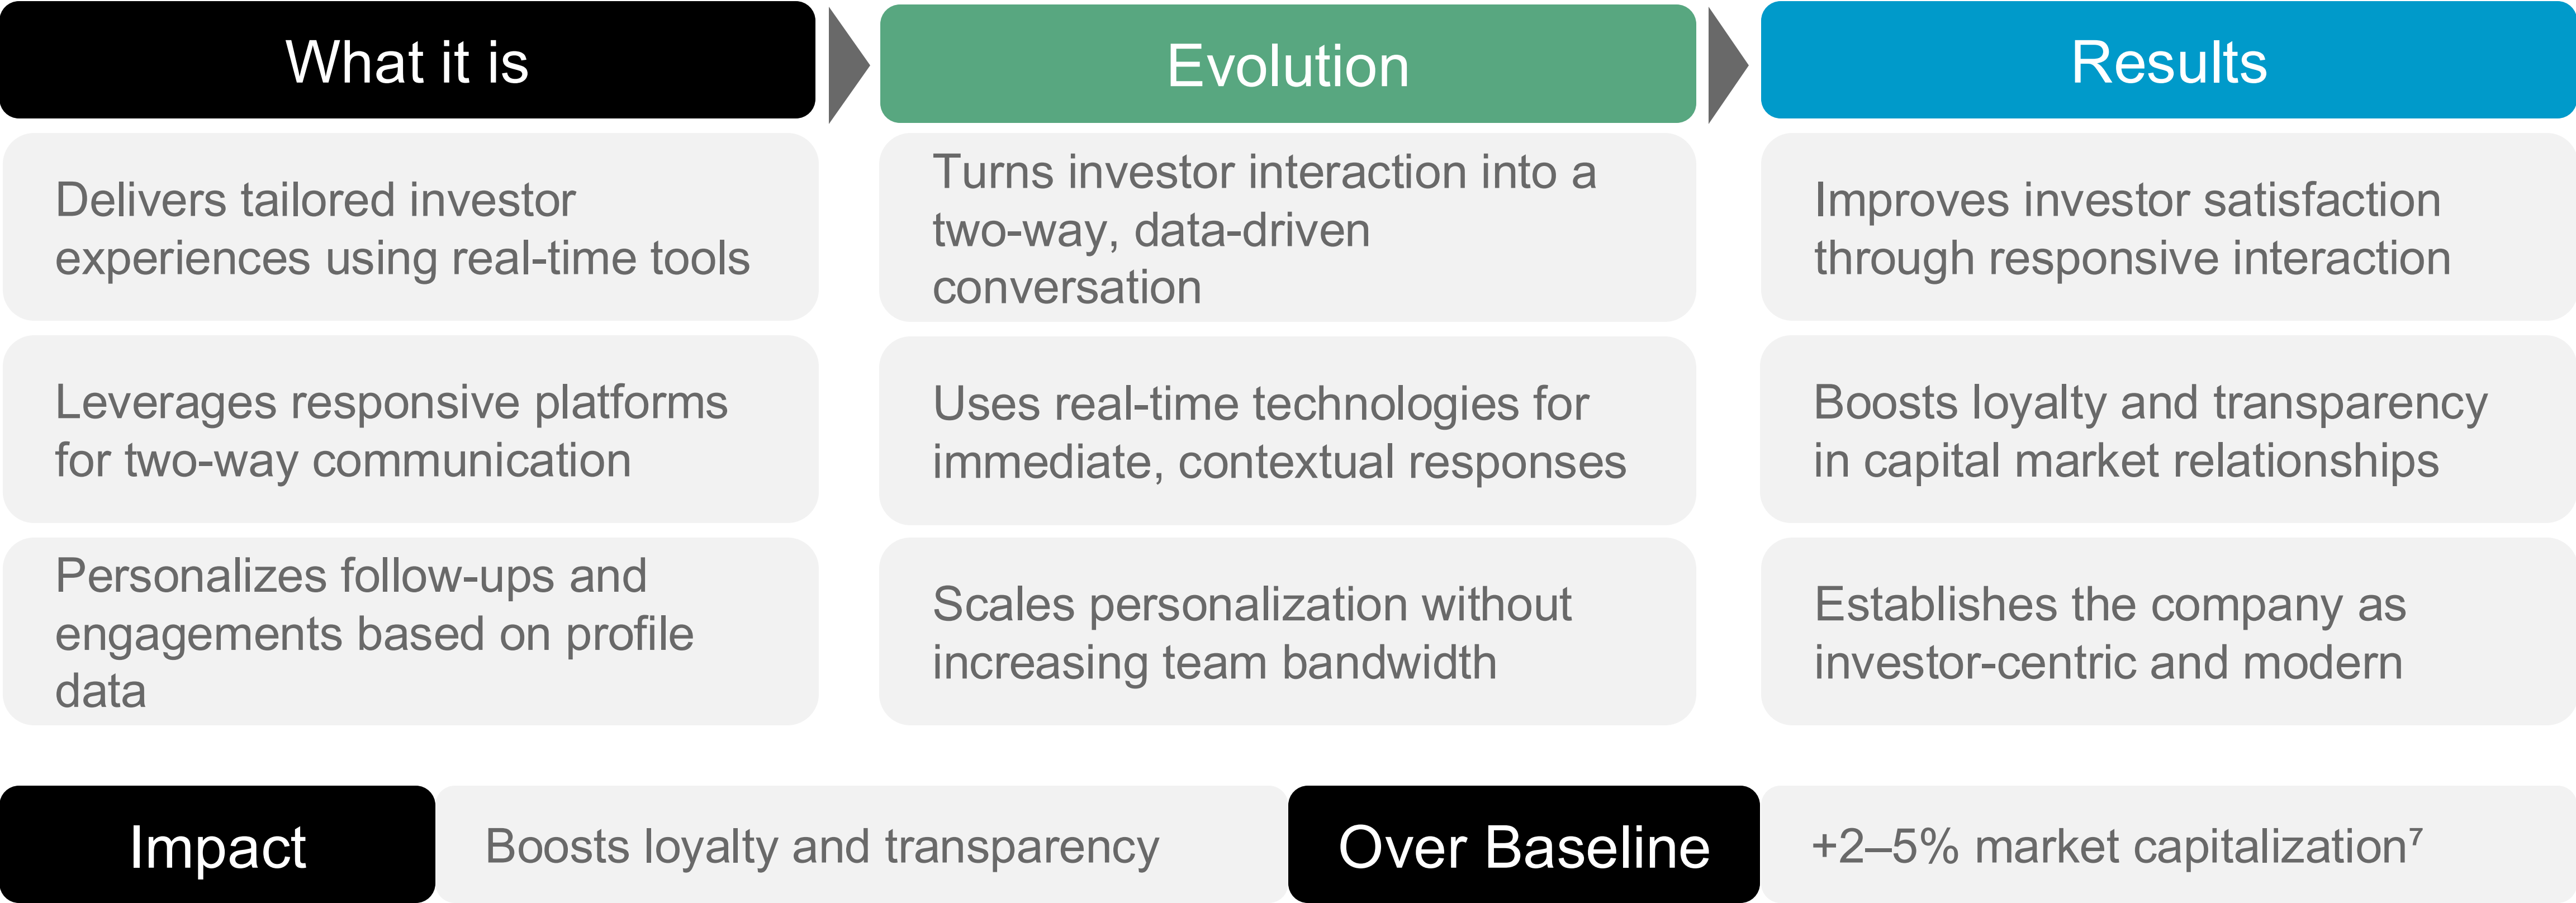 What it is
Evolution
Results
Delivers tailored investor
experiences using real-time tools
Turns investor interaction into a
two-way, data-driven
conversation
Improves investor satisfaction
through responsive interaction
Leverages responsive platforms
for two-way communication
Uses real-time technologies for
immediate, contextual responses
Boosts loyalty and transparency
in capital market relationships
Personalizes follow-ups and
engagements based on profile
data
Scales personalization without
increasing team bandwidth
Establishes the company as
investor-centric and modern
Impact
Boosts loyalty and transparency
Over Baseline
+2–5% market capitalization⁷